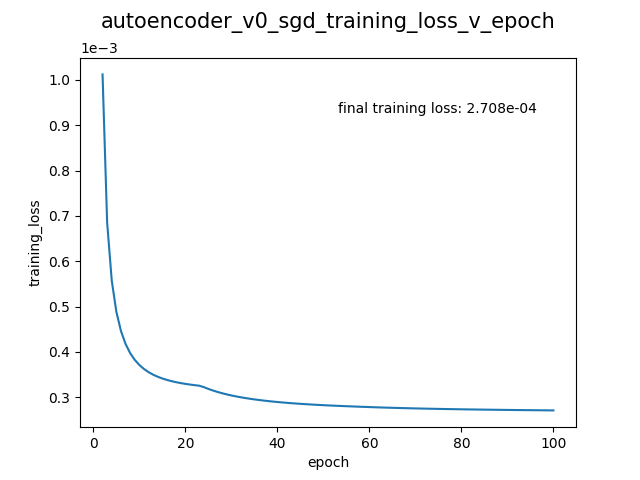 autoencoder_v0_sgd_training_loss_v_epoch
1e−3
final training loss: 2.708e-04
1.0
0.9
0.8
0.7
0.6
0.5
0.4
0.3
training_loss
0
20
40
60
80
100
epoch